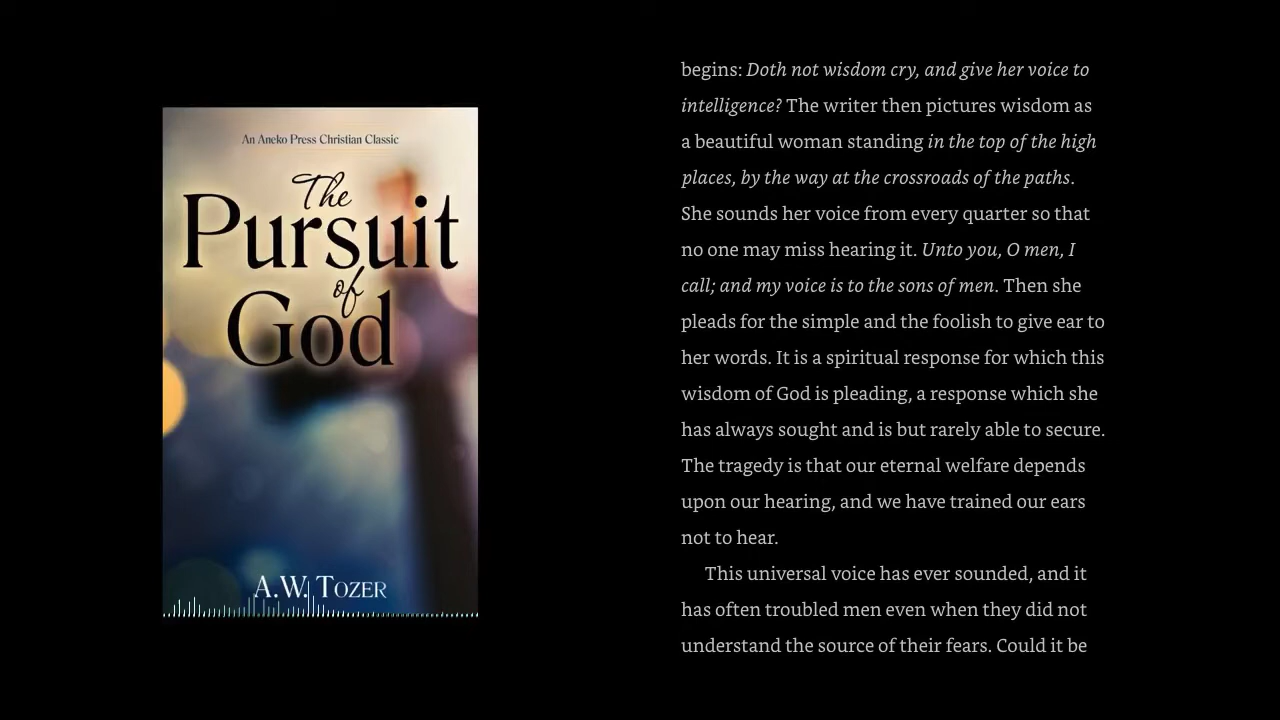 An Aneko Press Christian Classic
The
Pursuit
of
God
A.W. TOZER
begins: Doth not wisdom cry, and give her voice to
intelligence? The writer then pictures wisdom as
a beautiful woman standing in the top of the high
places, by the way at the crossroads of the paths.
She sounds her voice from every quarter so that
no one may miss hearing it. Unto you, O men, I
call; and my voice is to the sons of men. Then she
pleads for the simple and the foolish to give ear to
her words. It is a spiritual response for which this
wisdom of God is pleading, a response which she
has always sought and is but rarely able to secure.
The tragedy is that our eternal welfare depends
upon our hearing, and we have trained our ears
not to hear.
This universal voice has ever sounded, and it
has often troubled men even when they did not
understand the source of their fears. Could it be